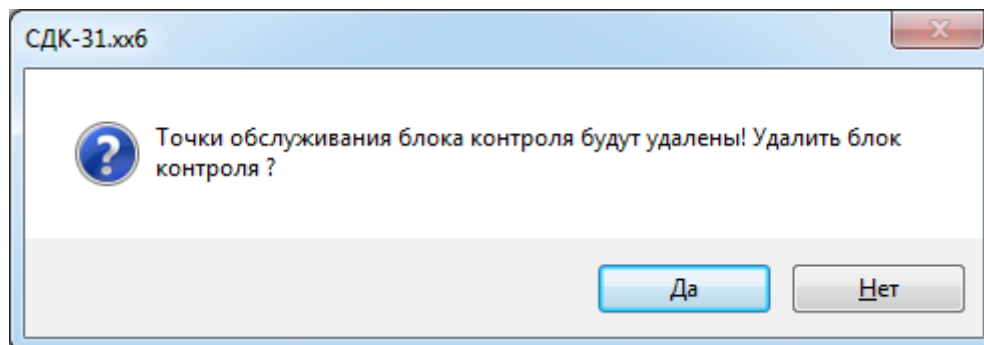 СДК-31.xx6
Точки обслуживания блока контроля будут удалены! Удалить блок
контроля ?
Да
Нет